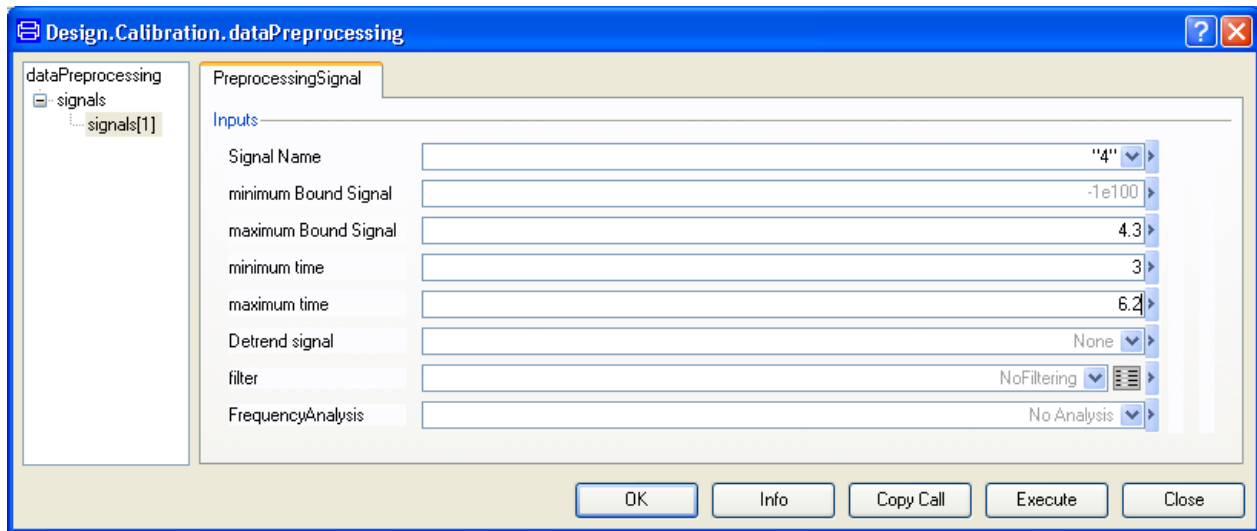 Design.Calibration.dataPreprocessing
dataPreprocessing
signals
signals[1]
PreprocessingSignal
Inputs
Signal Name "4"
minimum Bound Signal -1e100
maximum Bound Signal 4.3
minimum time 3
maximum time 6.2
Detrend signal None
filter NoFiltering
FrequencyAnalysis No Analysis
OK Info Copy Call Execute Close